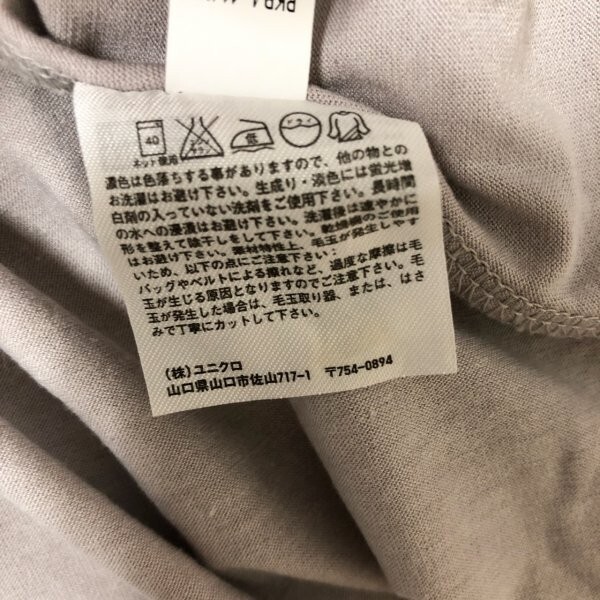 40
ネット使用
エンソ
サラシ
低
ドライ
濃色は色落ちする事がありますので、他の物との
お洗濯はお避け下さい。生成り・淡色には蛍光増
白剤の入っていない洗剤をご使用下さい。長時間
の水への浸漬はお避け下さい。洗濯後は速やかに
形を整えて陰干しをして下さい。乾燥機のご使用
はお避け下さい。素材特性上、毛玉が発生しやす
いため、以下の点にご注意下さい:
バッグやベルトによる擦れなど、過度な摩擦は毛
玉が生じる原因となりますのでご注意下さい。毛
玉が発生した場合は、毛玉取り器、または、はさ
みで丁寧にカットして下さい。
(株)ユニクロ
山口県山口市佐山717-1 〒754-0894